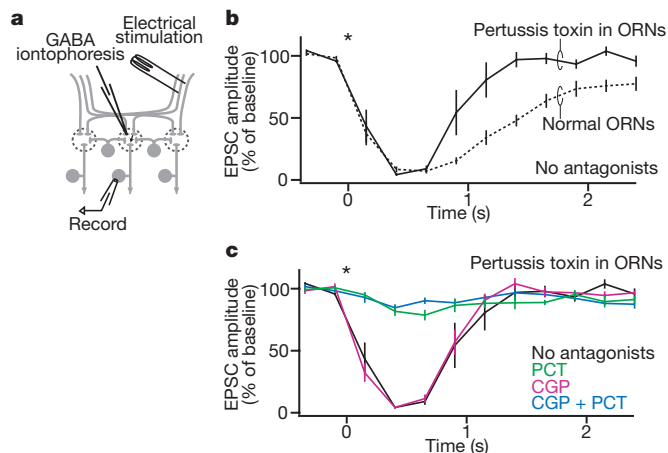 a
Electrical
stimulation
GABA
iontophoresis
Record
b
*
Pertussis toxin in ORNs
Normal ORNs
No antagonists
EPSC amplitude
(% of baseline)
100
50
0
0
1
2
Time (s)
c
*
Pertussis toxin in ORNs
No antagonists
PCT
CGP
CGP + PCT
EPSC amplitude
(% of baseline)
100
50
0
0
1
2
Time (s)